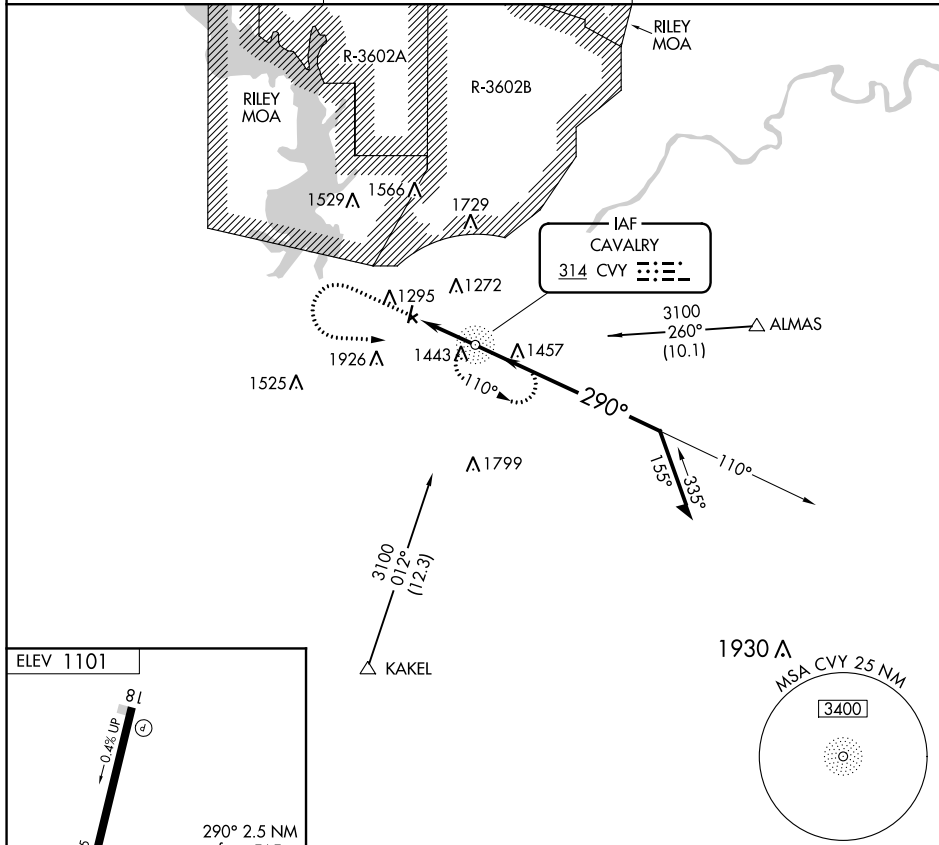 RILEY
MOA
R-3602A
R-3602B
RILEY
MOA
1529
1566
1729
IAF
CAVALRY
314 CVY
1295
1272
3100
260°
(10.1)
ALMAS
1926
1443
1457
1525
110°
290°
110°
155°
335°
1799
3100
012°
(12.3)
KAKEL
1930
MSA CVY 25 NM
3400
ELEV 1101
18
P
0.4% UP
290° 2.5 NM